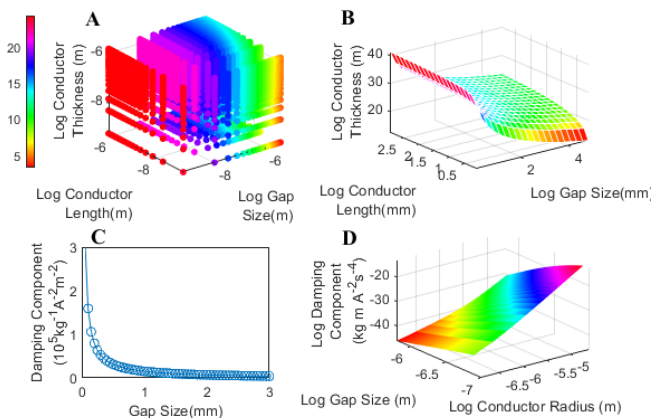 A
20
15
10
5
Log Conductor
Thickness (m)
-6
-8
-6
-8
-8
-6
Log Conductor
Length(m)
Log Gap
Size(m)
B
Log Conductor
Thickness (m)
40
30
20
2.5
2
1.5
1
0.5
2
4
Log Conductor
Length(mm)
Log Gap Size(mm)
C
Damping Component
(10⁵kg⁻¹A⁻²m⁻²)
3
2
1
0
0
1
2
3
Gap Size(mm)
D
Log Damping
Component
(kg m A⁻²s⁻⁴)
-20
-30
-40
-6
-6.5
-7
-6.5
-6
-5.5
-5
Log Gap Size (m)
Log Conductor Radius (m)